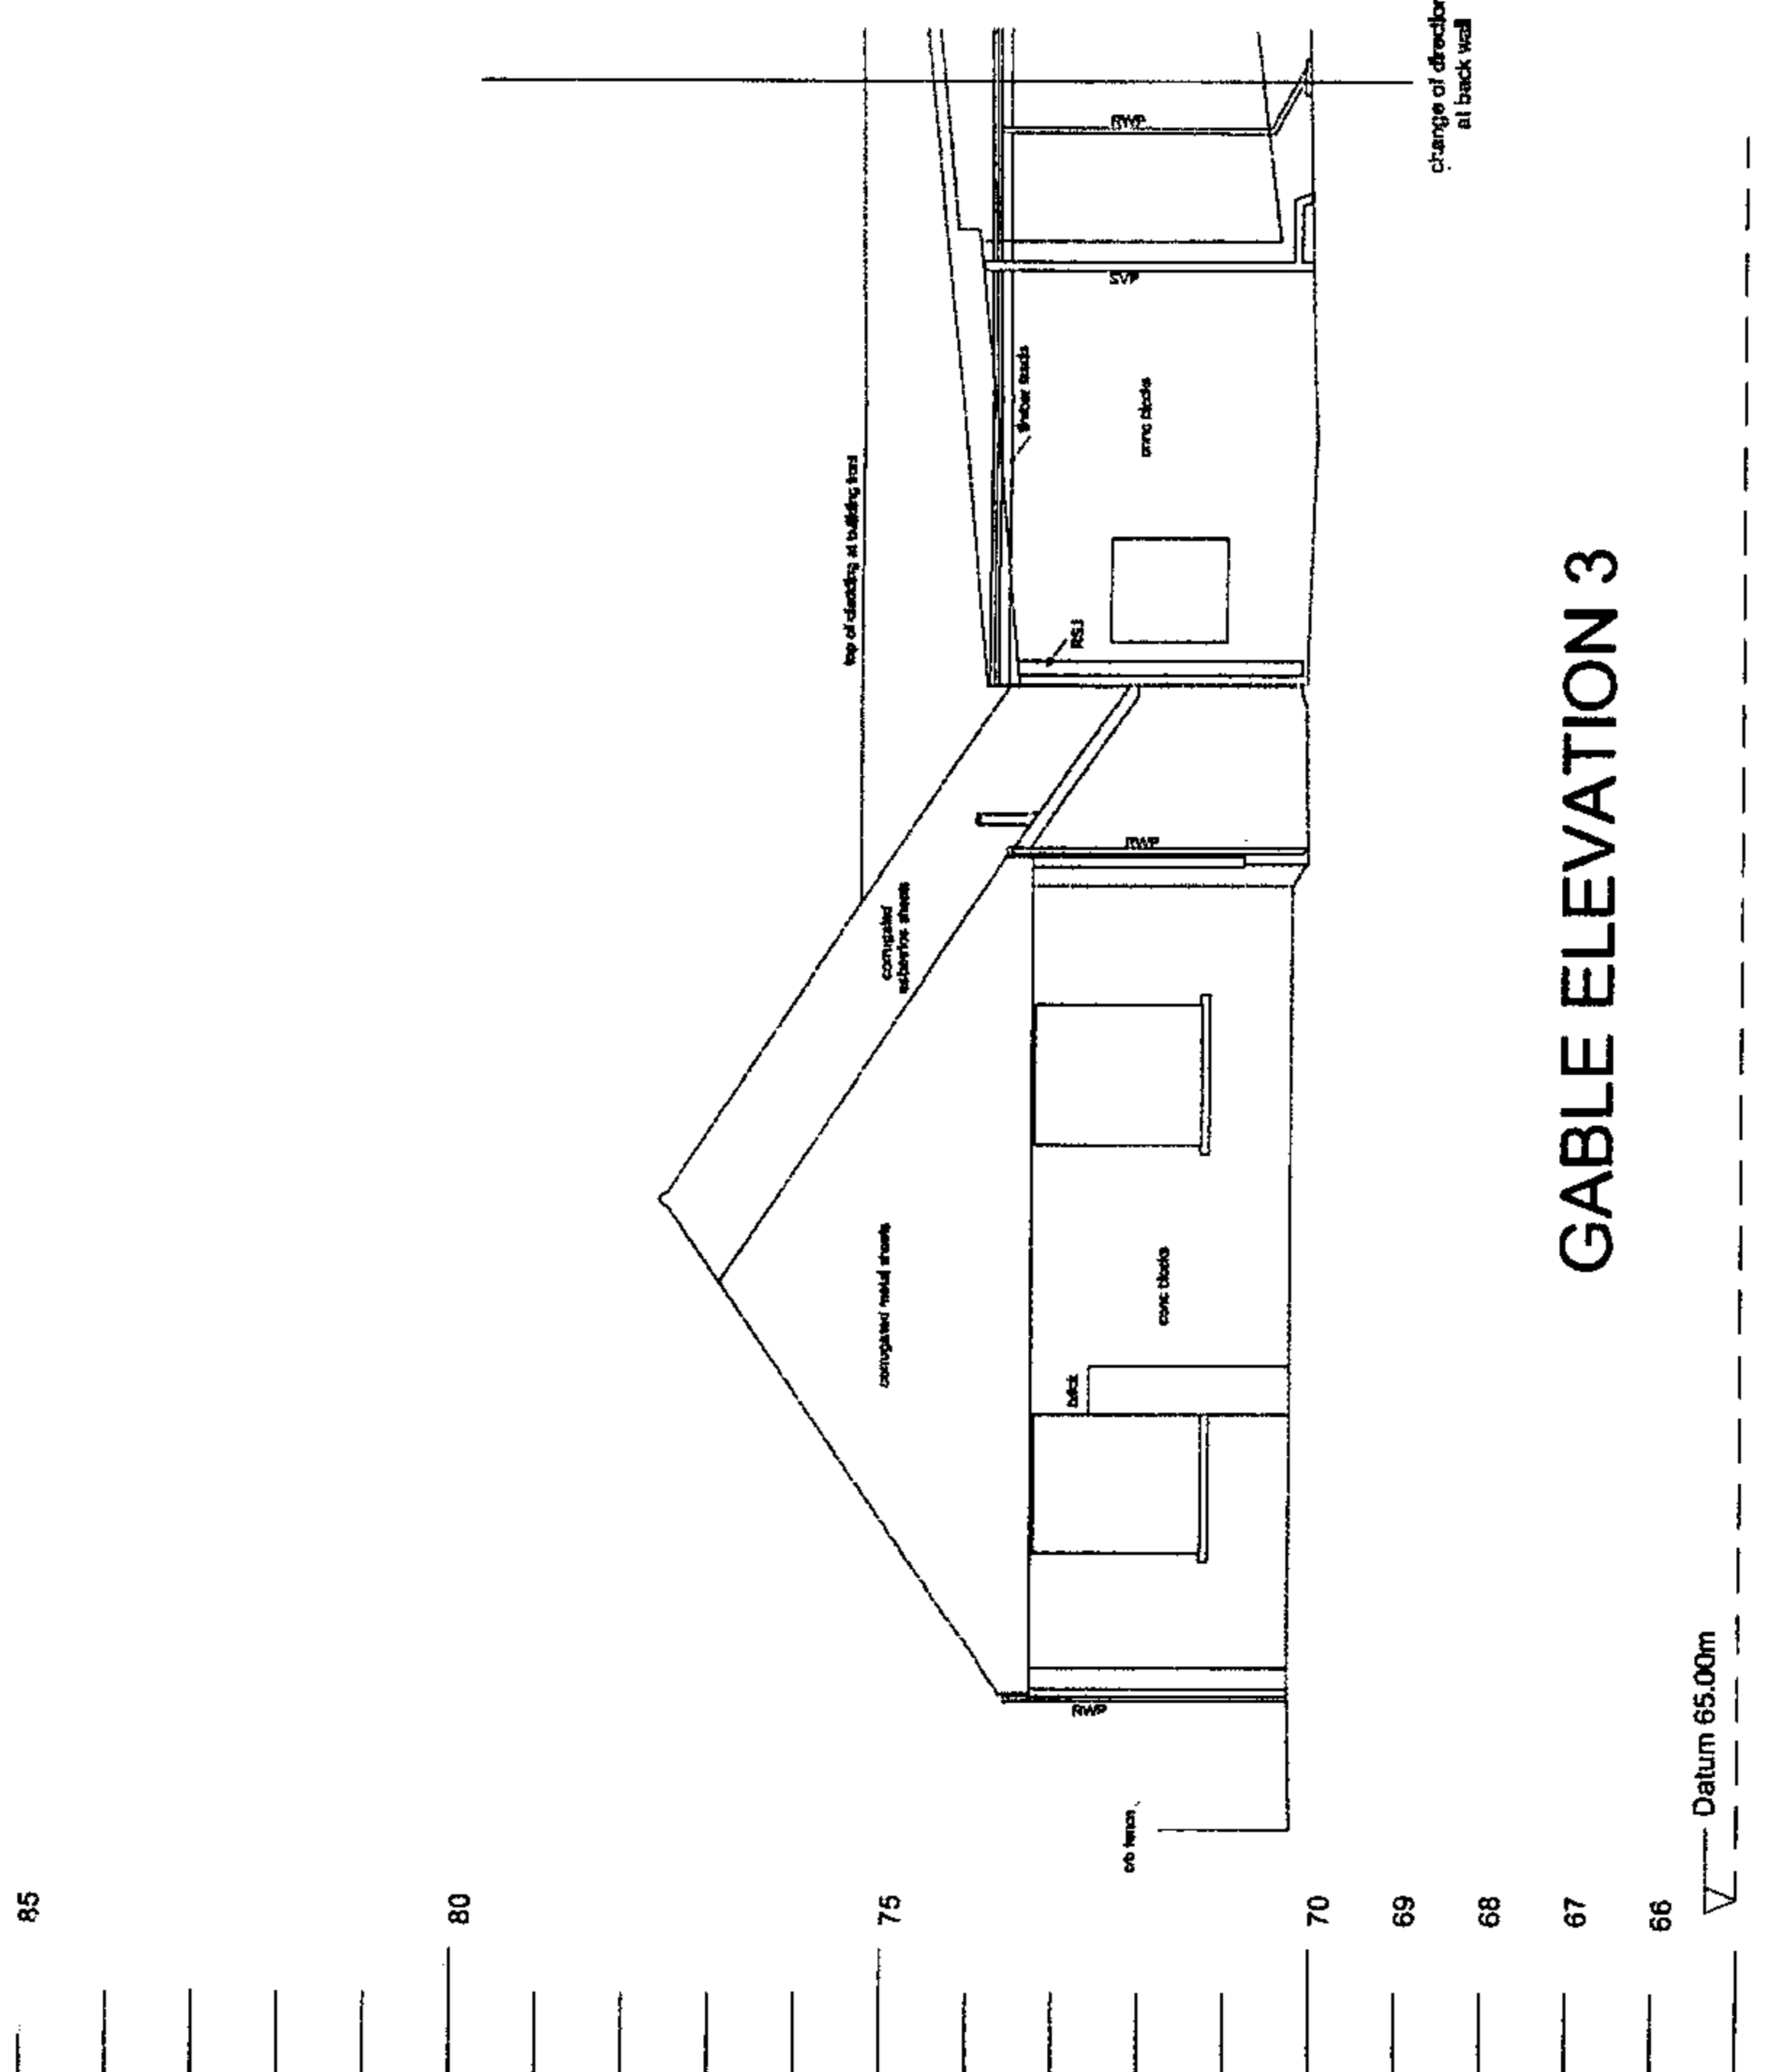 85
80
75
70
69
68
67
66
Datum 65.00m
top of cladding at building front
corrugated
asbestos sheets
corrugated metal sheets
timber fascia
conc blocks
conc blocks
brick
RSJ
SVP
RWP
RWP
RWP
c/b fence
change of direction
at back wall
GABLE ELEVATION 3